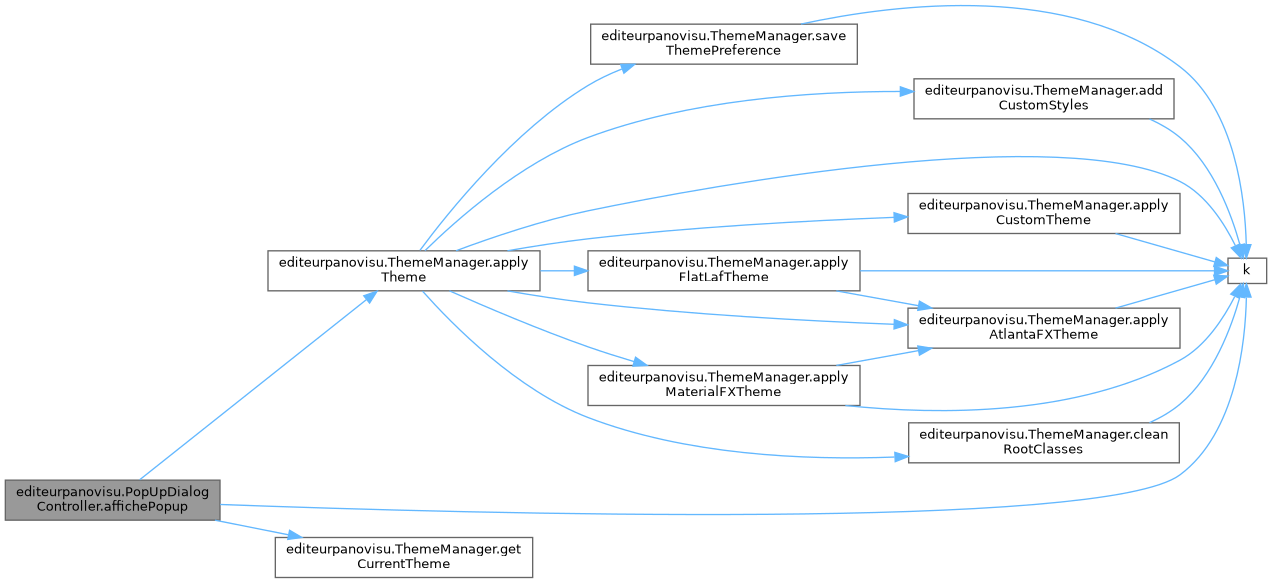 editeurpanovisu.ThemeManager.save
ThemePreference
editeurpanovisu.ThemeManager.add
CustomStyles
editeurpanovisu.ThemeManager.apply
CustomTheme
editeurpanovisu.ThemeManager.apply
Theme
editeurpanovisu.ThemeManager.apply
FlatLafTheme
k
editeurpanovisu.ThemeManager.apply
AtlantaFXTheme
editeurpanovisu.ThemeManager.apply
MaterialFXTheme
editeurpanovisu.ThemeManager.clean
RootClasses
editeurpanovisu.PopUpDialog
Controller.affichePopup
editeurpanovisu.ThemeManager.get
CurrentTheme